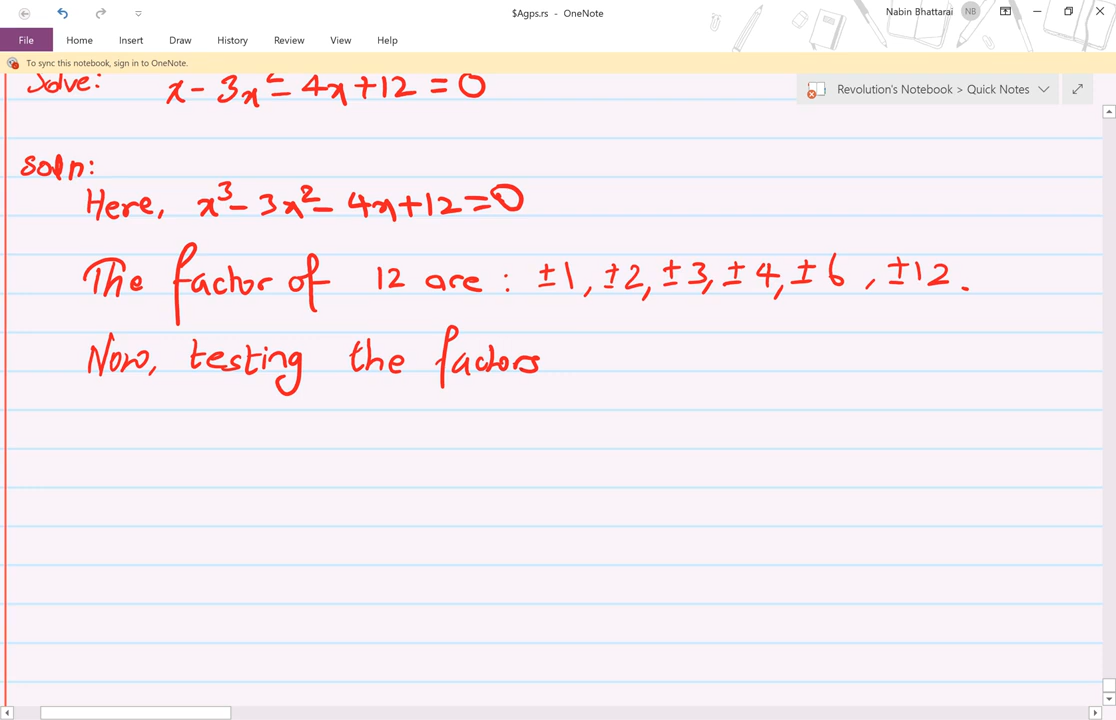 $Agps.rs - OneNote
Nabin Bhattarai NB
File Home Insert Draw History Review View Help
To sync this notebook, sign in to OneNote.
Revolution's Notebook > Quick Notes
Solve: x - 3x² - 4x + 12 = 0
Soln:
Here, x³ - 3x² - 4x + 12 = 0
The factor of 12 are : ±1, ±2, ±3, ±4, ±6 , ±12.
Now, testing the factors